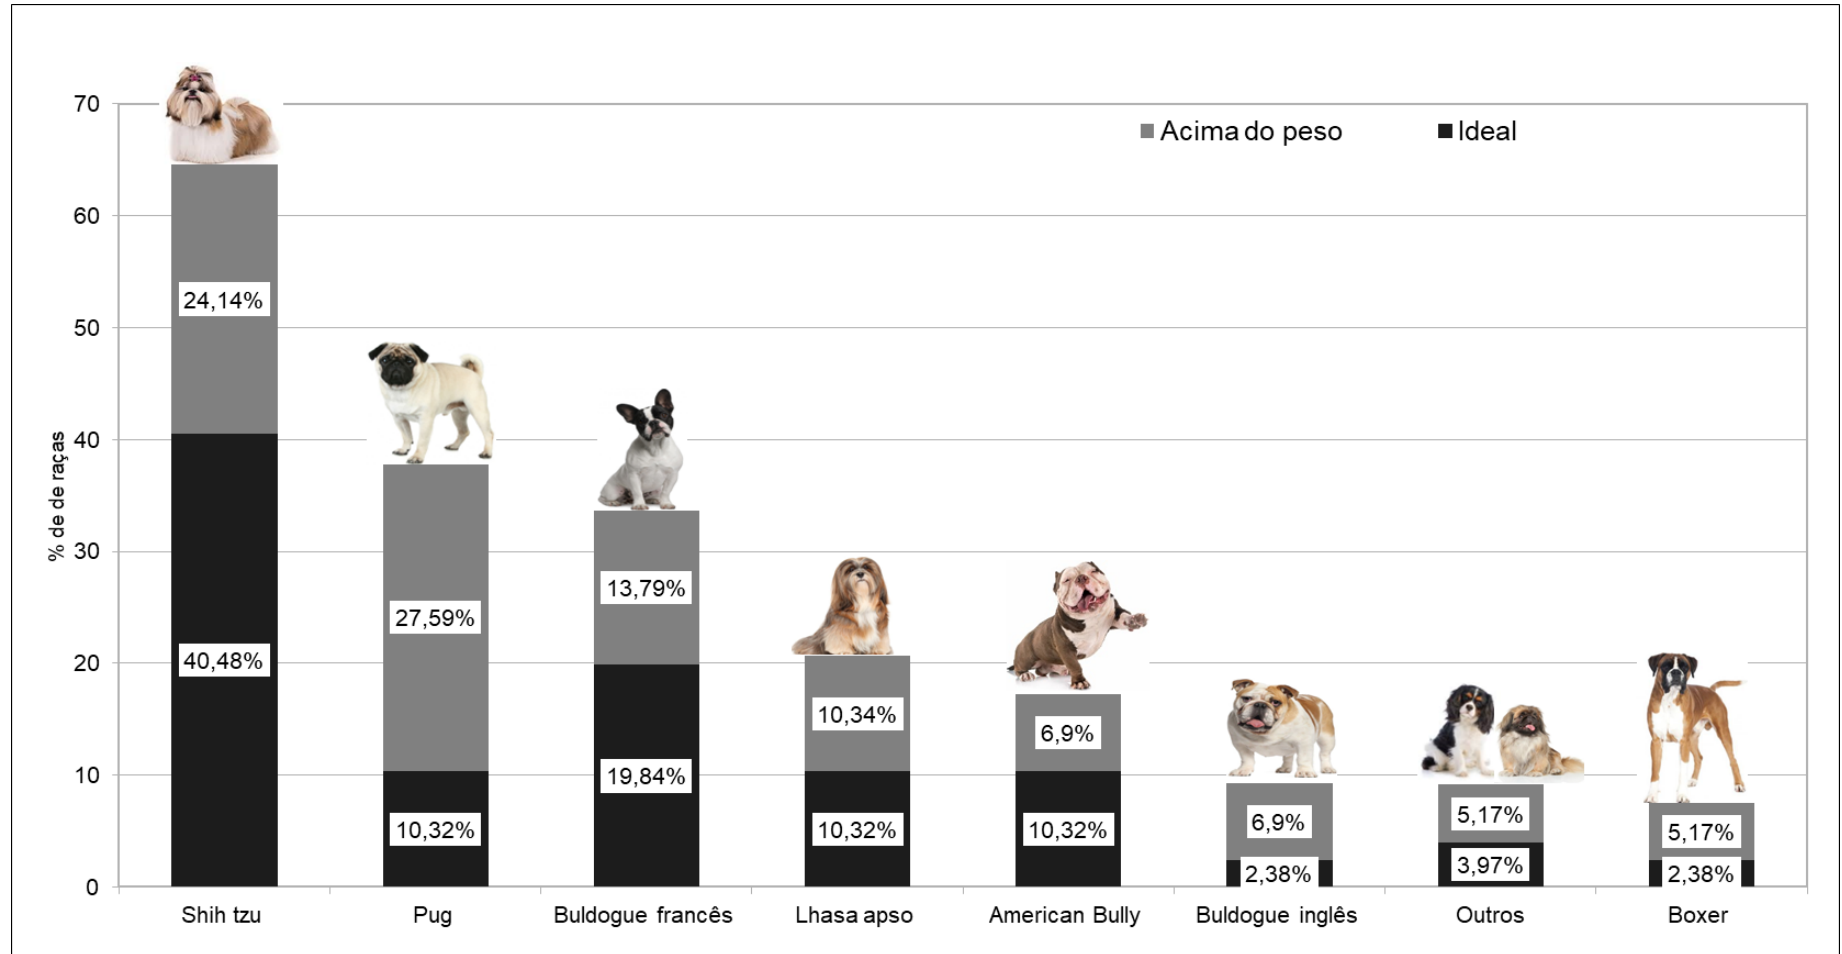 70
60
50
40
30
20
10
0
% de de raças
Acima do peso
Ideal
24,14%
40,48%
27,59%
10,32%
13,79%
19,84%
10,34%
10,32%
6,9%
10,32%
6,9%
2,38%
5,17%
3,97%
5,17%
2,38%
Shih tzu
Pug
Buldogue francês
Lhasa apso
American Bully
Buldogue inglês
Outros
Boxer